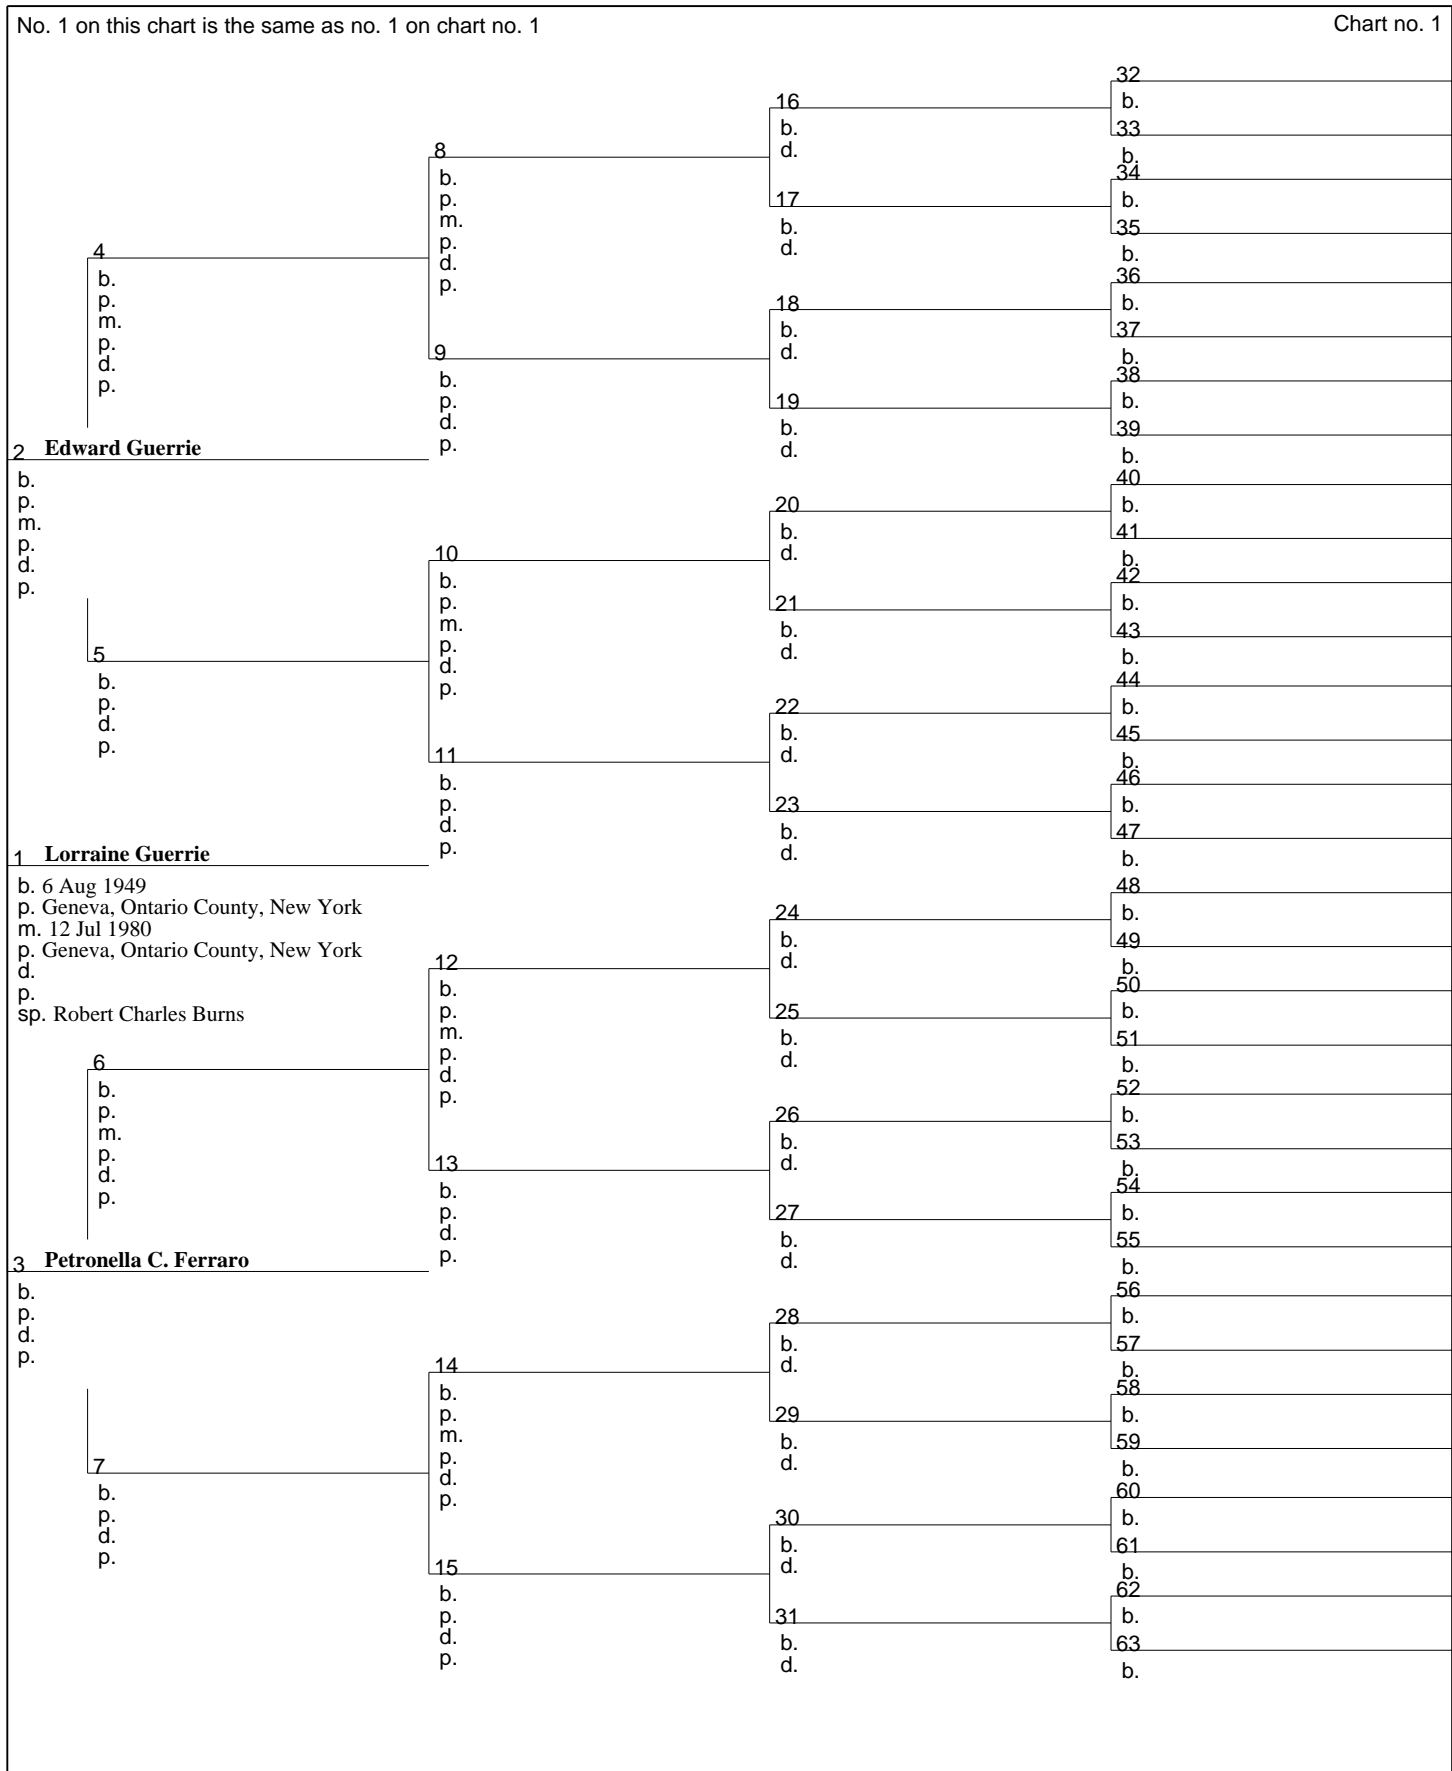 No. 1 on this chart is the same as no. 1 on chart no. 1
Chart no. 1
4
b.
p.
m.
p.
d.
p.
2 Edward Guerrie
b.
p.
m.
p.
d.
p.
5
b.
p.
d.
p.
1 Lorraine Guerrie
b. 6 Aug 1949
p. Geneva, Ontario County, New York
m. 12 Jul 1980
p. Geneva, Ontario County, New York
d.
p.
sp. Robert Charles Burns
6
b.
p.
m.
p.
d.
p.
3 Petronella C. Ferraro
b.
p.
d.
p.
7
b.
p.
d.
p.
8
b.
p.
m.
p.
d.
p.
9
b.
p.
d.
p.
10
b.
p.
m.
p.
d.
p.
11
b.
p.
d.
p.
12
b.
p.
m.
p.
d.
p.
13
b.
p.
d.
p.
14
b.
p.
m.
p.
d.
p.
15
b.
p.
d.
p.
16
b.
d.
17
b.
d.
18
b.
d.
19
b.
d.
20
b.
d.
21
b.
d.
22
b.
d.
23
b.
d.
24
b.
d.
25
b.
d.
26
b.
d.
27
b.
d.
28
b.
d.
29
b.
d.
30
b.
d.
31
b.
d.
32
b.
33
b.
34
b.
35
b.
36
b.
37
b.
38
b.
39
b.
40
b.
41
b.
42
b.
43
b.
44
b.
45
b.
46
b.
47
b.
48
b.
49
b.
50
b.
51
b.
52
b.
53
b.
54
b.
55
b.
56
b.
57
b.
58
b.
59
b.
60
b.
61
b.
62
b.
63
b.